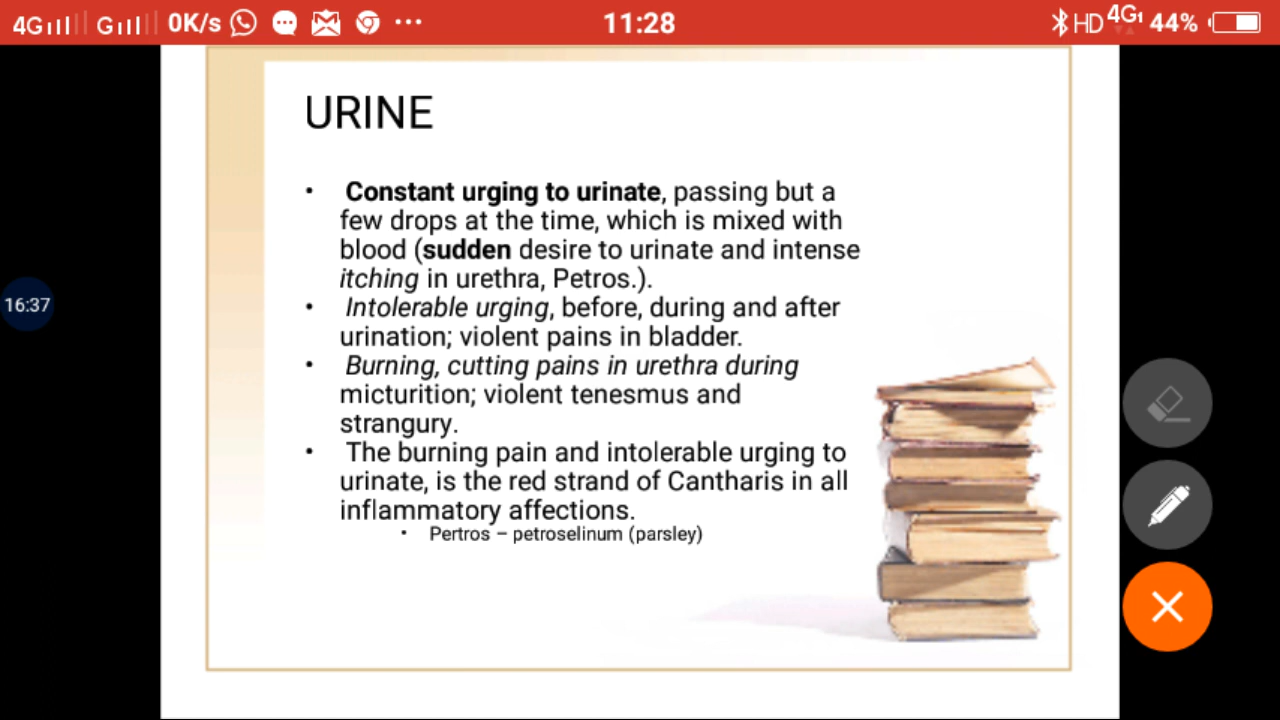 4G G 0K/s ... 11:28 HD 4G 44%
URINE
• Constant urging to urinate, passing but a
few drops at the time, which is mixed with
blood (sudden desire to urinate and intense
itching in urethra, Petros.).
• Intolerable urging, before, during and after
urination; violent pains in bladder.
16:37
• Burning, cutting pains in urethra during
micturition; violent tenesmus and
strangury.
• The burning pain and intolerable urging to
urinate, is the red strand of Cantharis in all
inflammatory affections.
• Pertros – petroselinum (parsley)